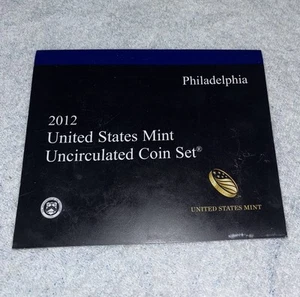 Philadelphia
2012
United States Mint
Uncirculated Coin Set®
UNITED STATES MINT